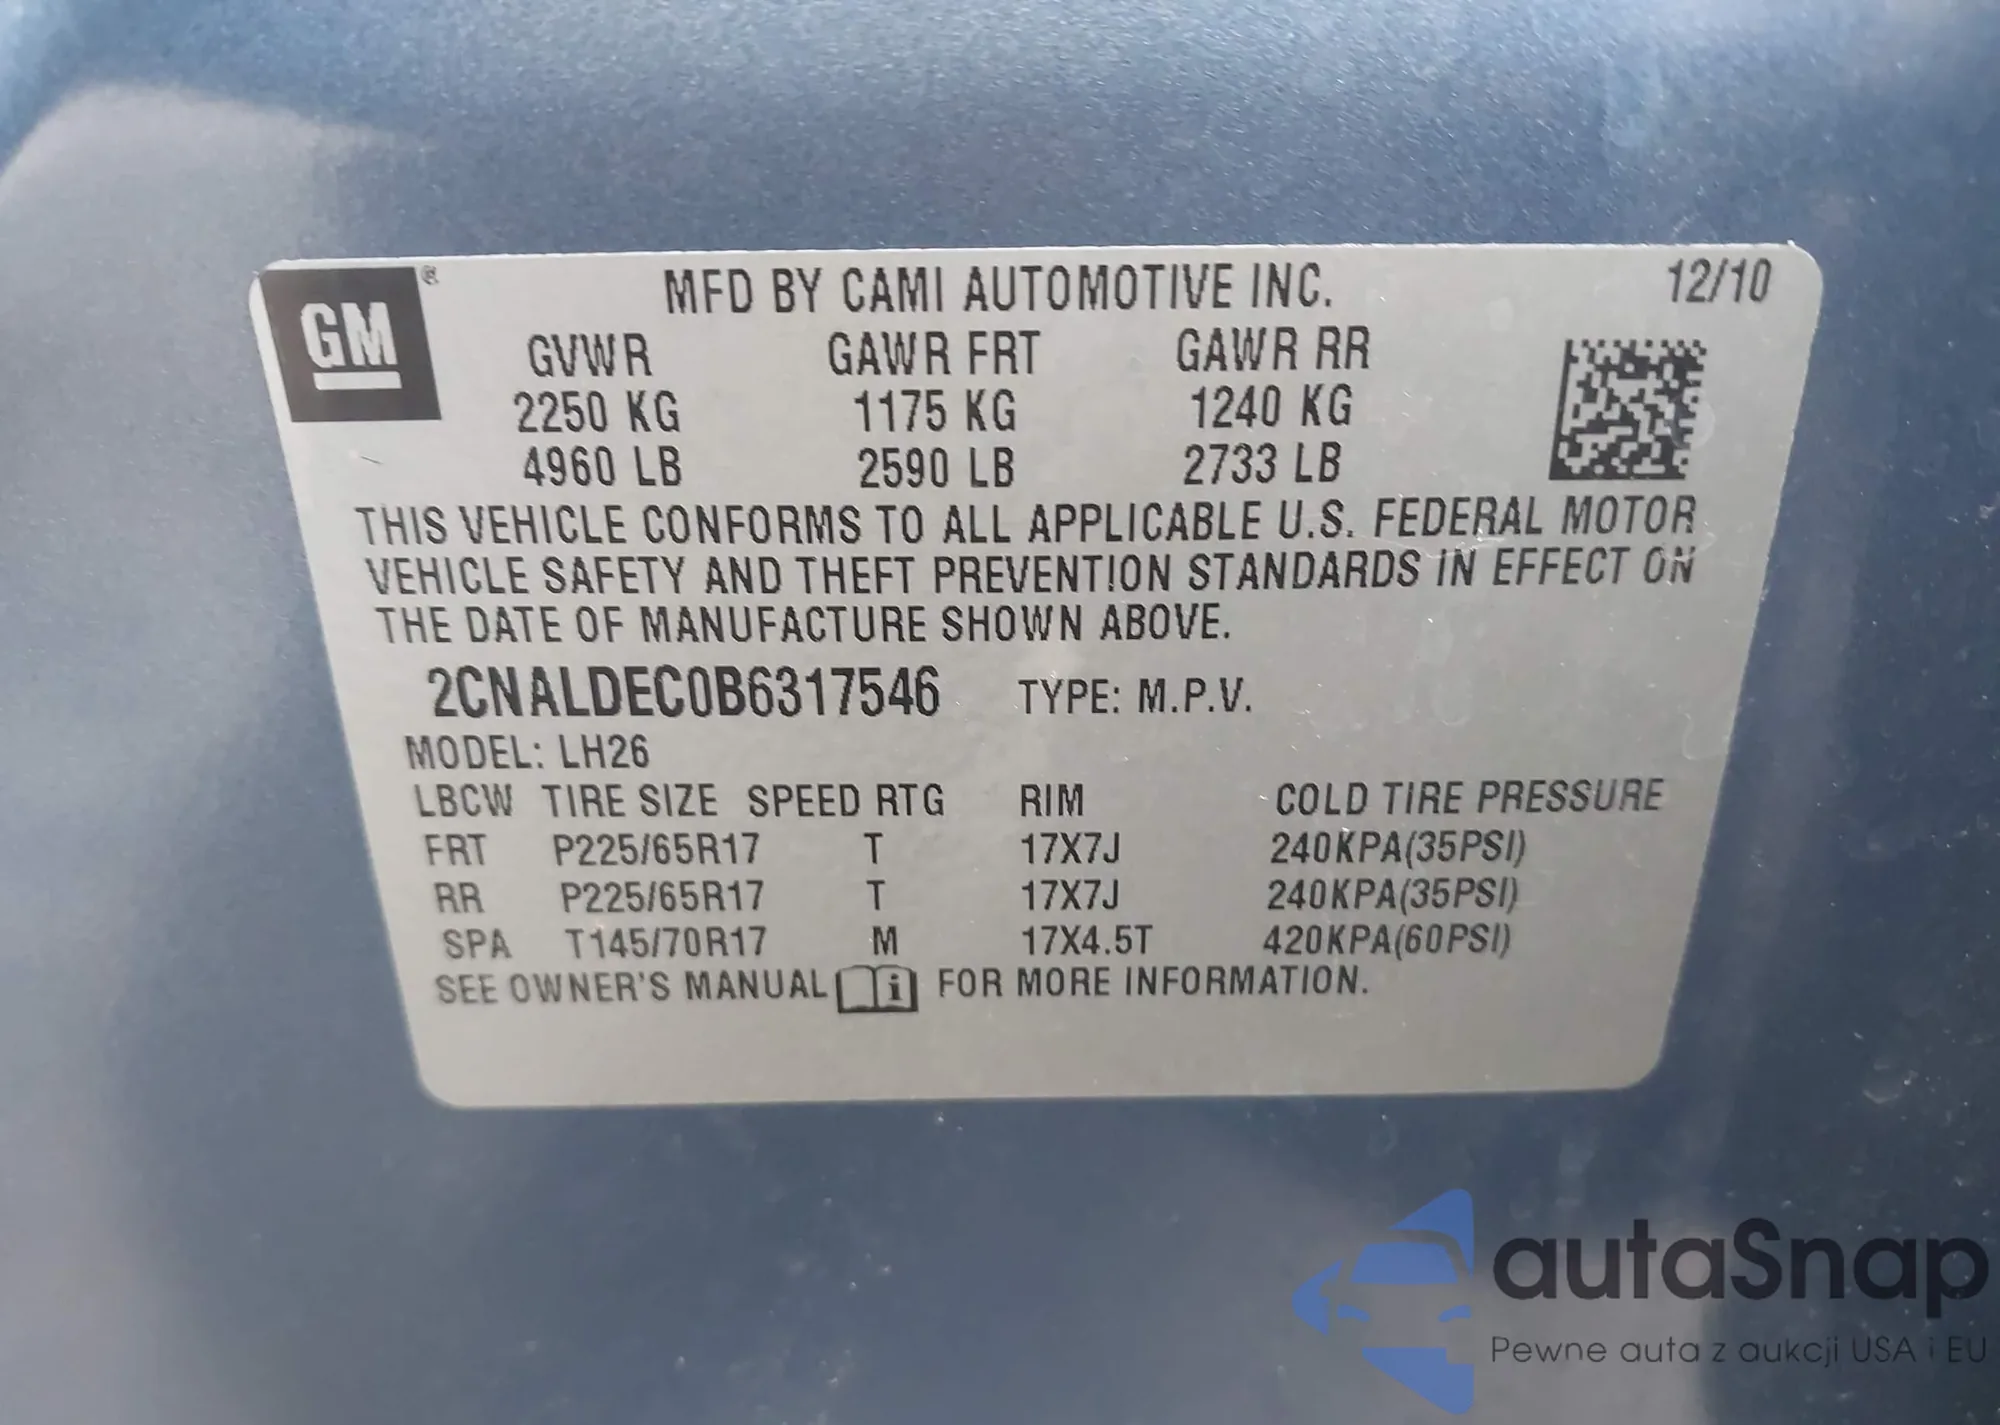 GM ®
MFD BY CAMI AUTOMOTIVE INC. 12/10
GVWR GAWR FRT GAWR RR
2250 KG 1175 KG 1240 KG
4960 LB 2590 LB 2733 LB
THIS VEHICLE CONFORMS TO ALL APPLICABLE U.S. FEDERAL MOTOR
VEHICLE SAFETY AND THEFT PREVENTION STANDARDS IN EFFECT ON
THE DATE OF MANUFACTURE SHOWN ABOVE.
2CNALDEC0B6317546 TYPE: M.P.V.
MODEL: LH26
LBCW TIRE SIZE SPEED RTG RIM COLD TIRE PRESSURE
FRT P225/65R17 T 17X7J 240KPA(35PSI)
RR P225/65R17 T 17X7J 240KPA(35PSI)
SPA T145/70R17 M 17X4.5T 420KPA(60PSI)
SEE OWNER'S MANUAL i FOR MORE INFORMATION.
autaSnap
Pewne auta z aukcji USA i EU